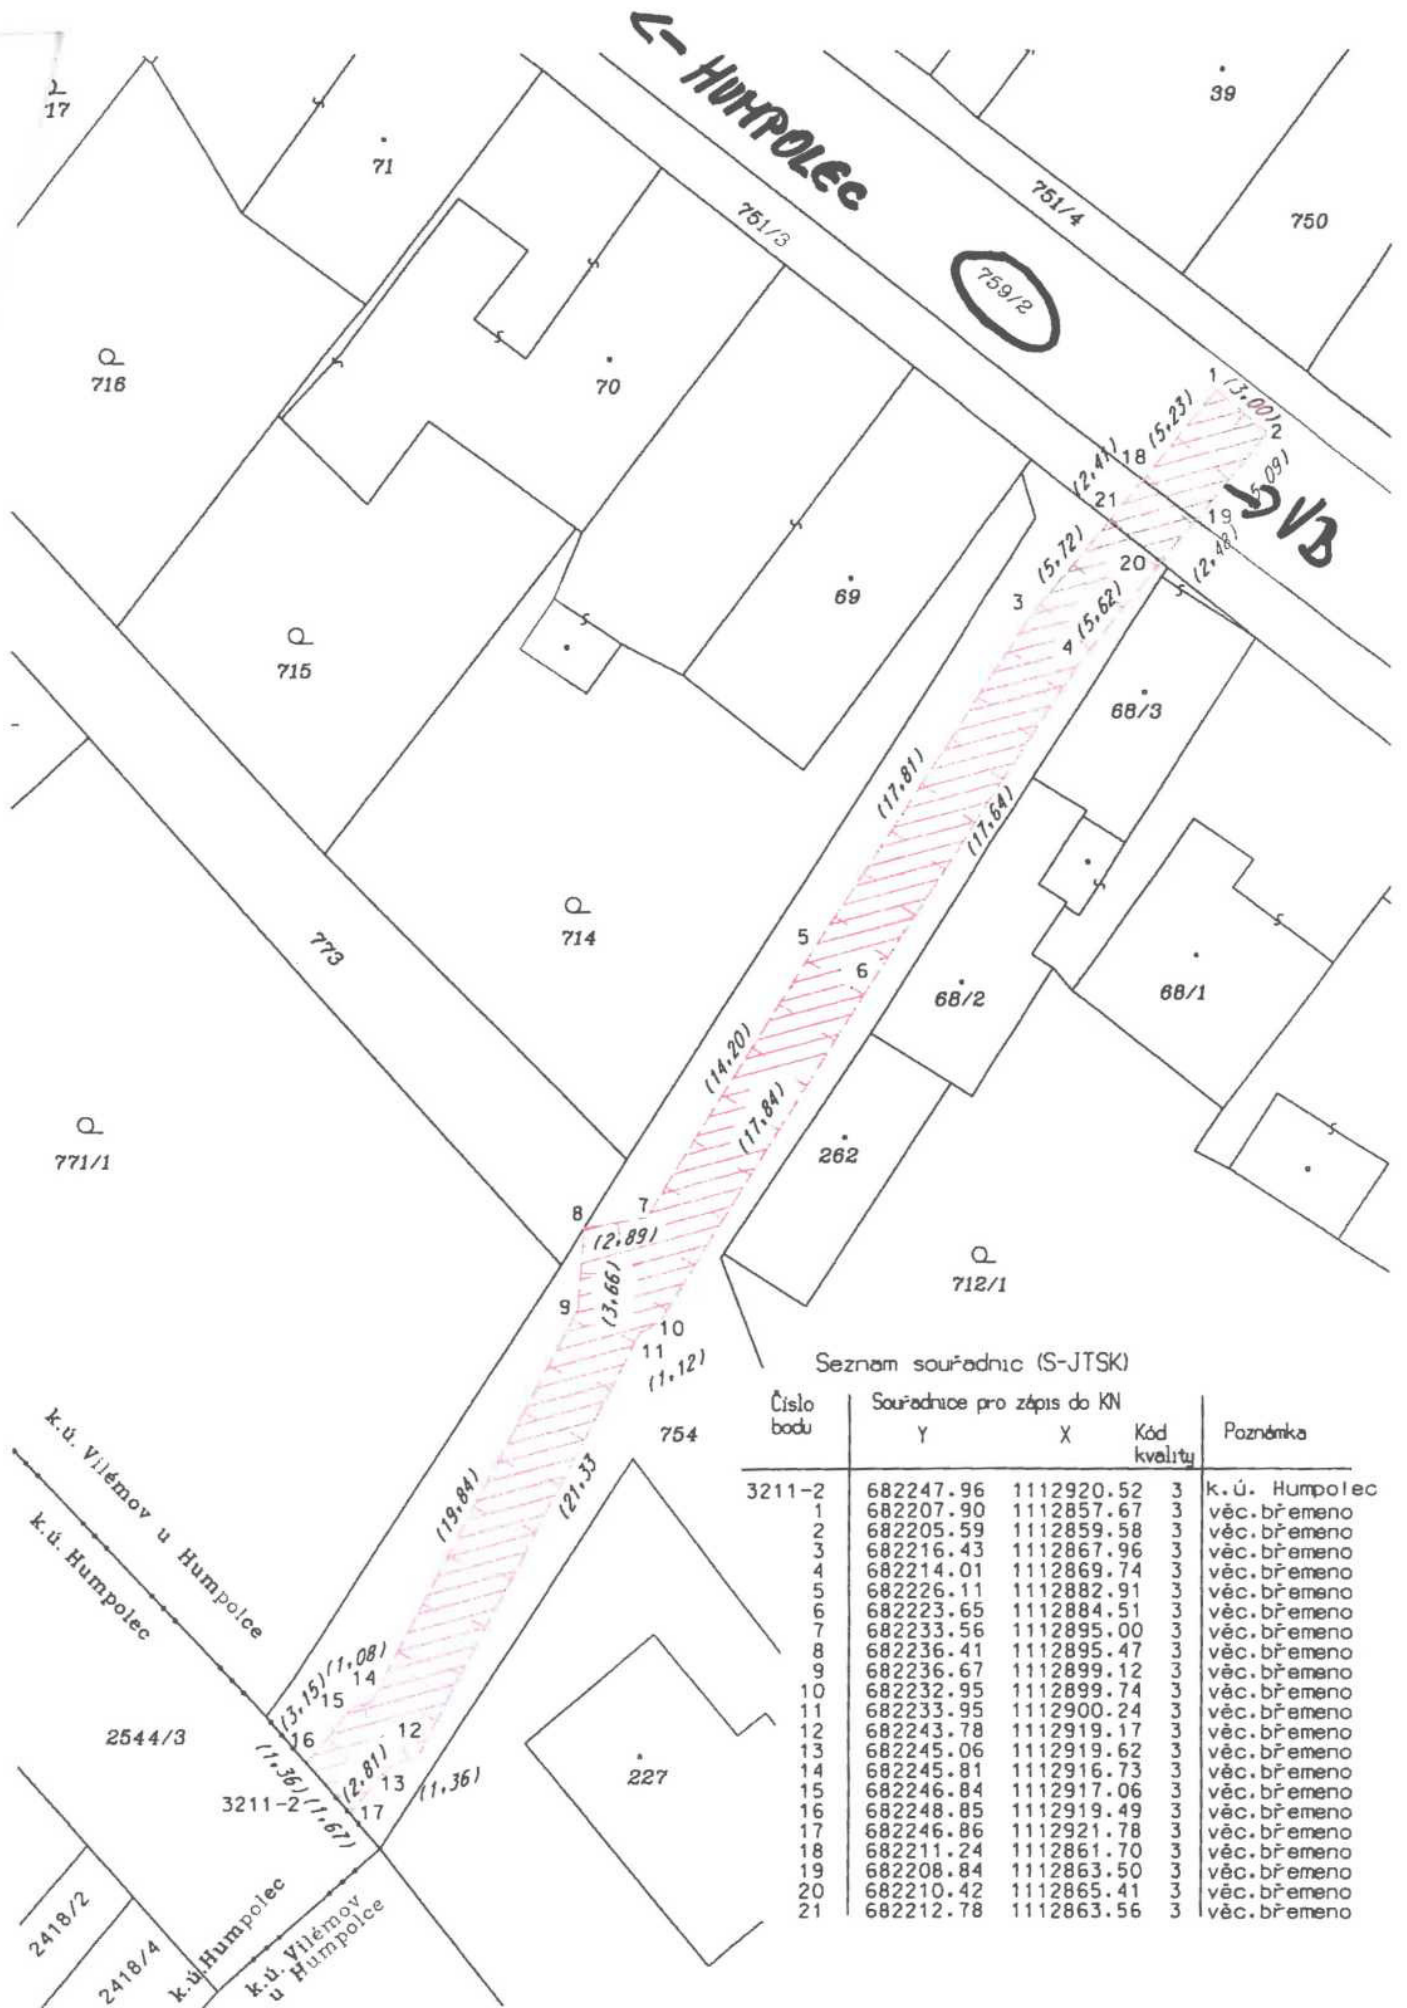 <- HUMPOLEC
17
71
39
751/4
750
751/3
759/2
716
70
1 (3,00)
2
(5,23)
18
(2,41)
21
(5,09)
-> VB
19
(2,48)
20
(5,72)
3
4 (5,62)
69
715
68/3
(17,81)
(17,64)
773
714
5
6
68/2
68/1
(14,20)
(17,84)
771/1
262
7
8
(2,89)
712/1
9
(3,66)
10
11
(1,12)
754
Seznam souřadnic (S-JTSK)
Číslo bodu Souřadnice pro zápis do KN Y X Kód kvality Poznámka
3211-2 682247.96 1112920.52 3 k.ú. Humpolec
1 682207.90 1112857.67 3 věc.břemeno
2 682205.59 1112859.58 3 věc.břemeno
3 682216.43 1112867.96 3 věc.břemeno
4 682214.01 1112869.74 3 věc.břemeno
5 682226.11 1112882.91 3 věc.břemeno
6 682223.65 1112884.51 3 věc.břemeno
7 682233.56 1112895.00 3 věc.břemeno
8 682236.41 1112895.47 3 věc.břemeno
9 682236.67 1112899.12 3 věc.břemeno
10 682232.95 1112899.74 3 věc.břemeno
11 682233.95 1112900.24 3 věc.břemeno
12 682243.78 1112919.17 3 věc.břemeno
13 682245.06 1112919.62 3 věc.břemeno
14 682245.81 1112916.73 3 věc.břemeno
15 682246.84 1112917.06 3 věc.břemeno
16 682248.85 1112919.49 3 věc.břemeno
17 682246.86 1112921.78 3 věc.břemeno
18 682211.24 1112861.70 3 věc.břemeno
19 682208.84 1112863.50 3 věc.břemeno
20 682210.42 1112865.41 3 věc.břemeno
21 682212.78 1112863.56 3 věc.břemeno
k.ú. Vilémov u Humpolce
k.ú. Humpolec
(19,84)
(21,33
(1,08)
(3,15)
14
15
16
12
2544/3
(1,36)
(2,81)
13
(1,36)
3211-2
(1,67)
17
227
2418/2
2418/4
k.ú.Humpolec
k.ú. Vilémov
u Humpolce